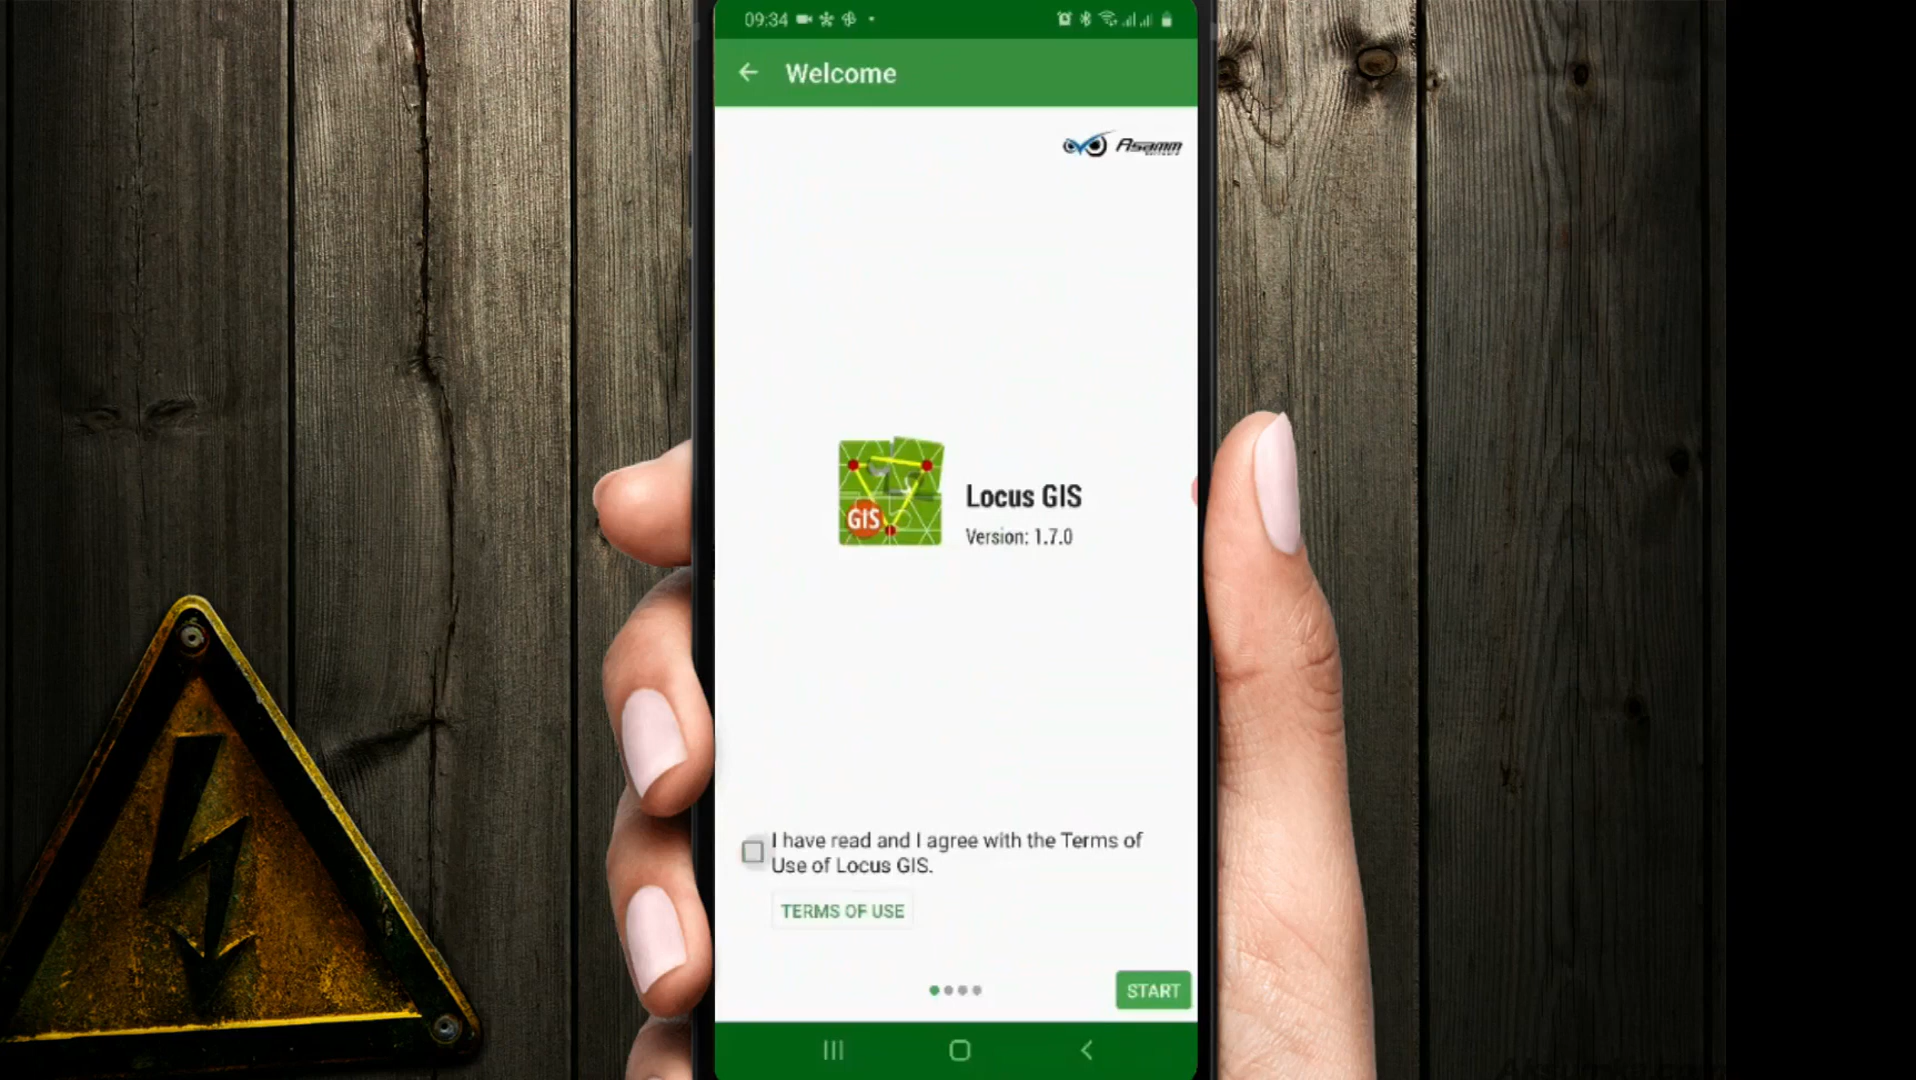 09:34
Welcome
Asamm
GIS
Locus GIS
Version: 1.7.0
I have read and I agree with the Terms of
Use of Locus GIS.
TERMS OF USE
START